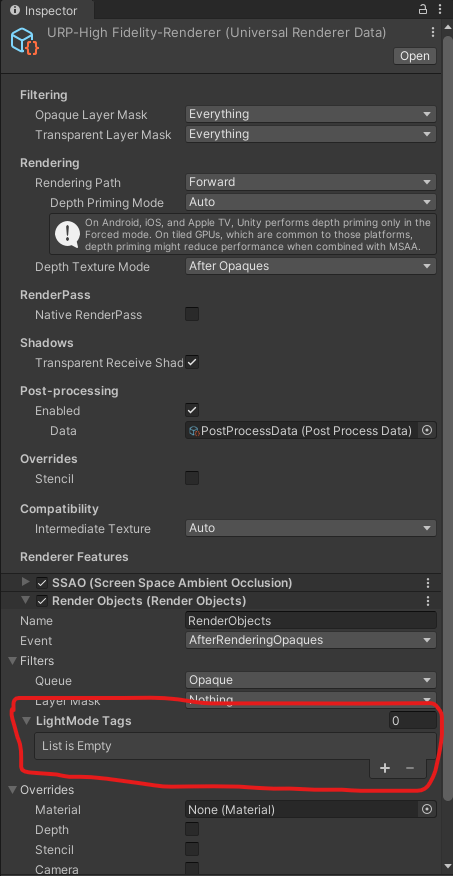 Inspector
URP-High Fidelity-Renderer (Universal Renderer Data)
Open
Filtering
Opaque Layer Mask Everything
Transparent Layer Mask Everything
Rendering
Rendering Path Forward
Depth Priming Mode Auto
On Android, iOS, and Apple TV, Unity performs depth priming only in the
Forced mode. On tiled GPUs, which are common to those platforms,
depth priming might reduce performance when combined with MSAA.
Depth Texture Mode After Opaques
RenderPass
Native RenderPass
Shadows
Transparent Receive Shad
Post-processing
Enabled
Data PostProcessData (Post Process Data)
Overrides
Stencil
Compatibility
Intermediate Texture Auto
Renderer Features
SSAO (Screen Space Ambient Occlusion)
Render Objects (Render Objects)
Name RenderObjects
Event AfterRenderingOpaques
Filters
Queue Opaque
Layer Mask Nothing
LightMode Tags 0
List is Empty
+ −
Overrides
Material None (Material)
Depth
Stencil
Camera